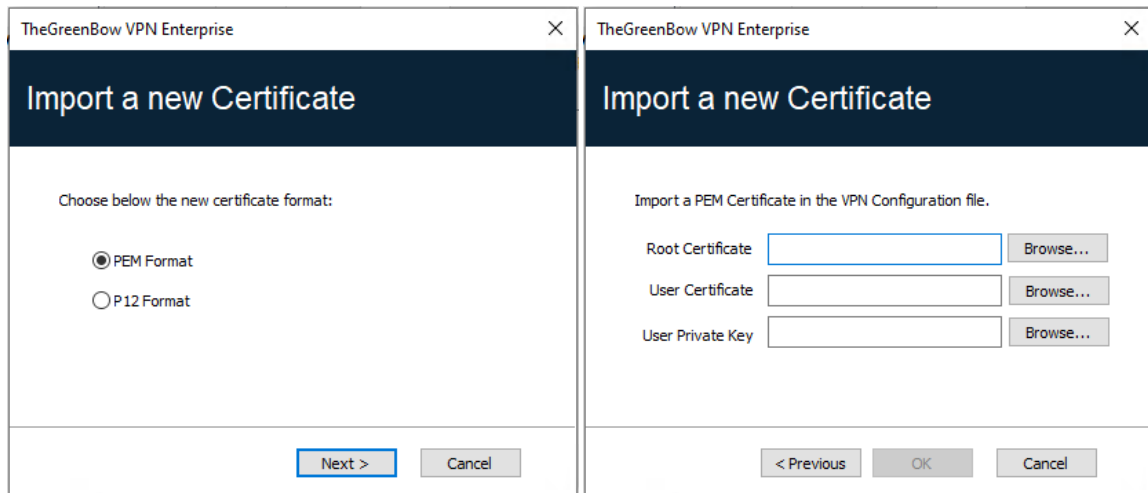 TheGreenBow VPN Enterprise
Import a new Certificate
Choose below the new certificate format:
PEM Format
P12 Format
Next >
Cancel
TheGreenBow VPN Enterprise
Import a new Certificate
Import a PEM Certificate in the VPN Configuration file.
Root Certificate
Browse...
User Certificate
Browse...
User Private Key
Browse...
< Previous
OK
Cancel